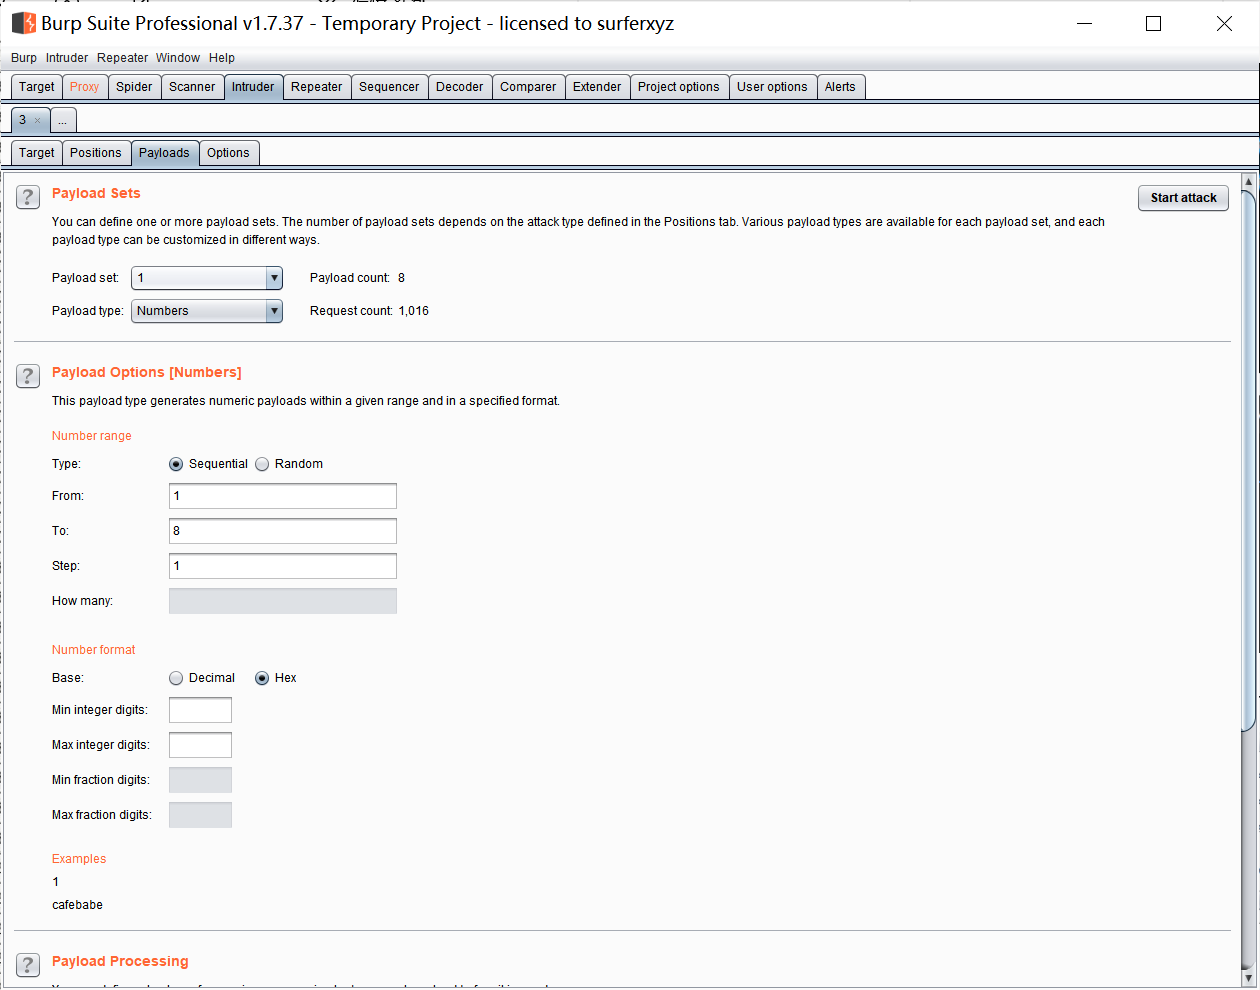 Burp Suite Professional v1.7.37 - Temporary Project - licensed to surferxyz
Burp Intruder Repeater Window Help
Target Proxy Spider Scanner Intruder Repeater Sequencer Decoder Comparer Extender Project options User options Alerts
3 × ...
Target Positions Payloads Options
? Payload Sets
Start attack
You can define one or more payload sets. The number of payload sets depends on the attack type defined in the Positions tab. Various payload types are available for each payload set, and each
payload type can be customized in different ways.
Payload set: 1 Payload count: 8
Payload type: Numbers Request count: 1,016
? Payload Options [Numbers]
This payload type generates numeric payloads within a given range and in a specified format.
Number range
Type: Sequential Random
From: 1
To: 8
Step: 1
How many:
Number format
Base: Decimal Hex
Min integer digits:
Max integer digits:
Min fraction digits:
Max fraction digits:
Examples
1
cafebabe
? Payload Processing